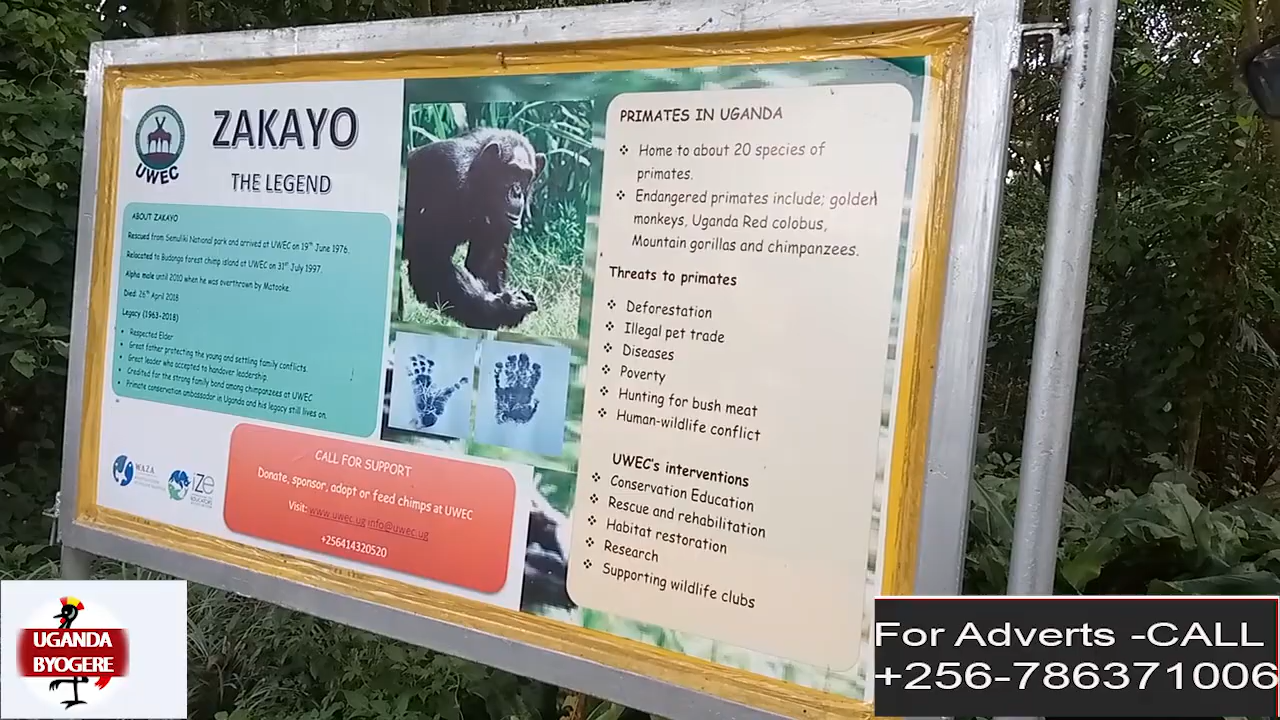 UWEC
ZAKAYO
THE LEGEND
ABOUT ZAKAYO
Rescued from Semuliki National park and arrived at UWEC on 19th June 1976.
Relocated to Budongo forest chimp island at UWEC on 31st July 1997.
Alpha male until 2010 when he was overthrown by Matooke.
Died: 26th April 2018
Legacy (1963-2018)
• Respected Elder
• Great father protecting the young and settling family conflicts
• Great leader who accepted to handover leadership
• Credited for the strong family bond among chimpanzees at UWEC
• Primate conservation ambassador in Uganda and his legacy still lives on.
WAZA
IZE
CALL FOR SUPPORT
Donate, sponsor, adopt or feed chimps at UWEC
Visit: www.uwec.ug info@uwec.ug
+256414320520
PRIMATES IN UGANDA
❖ Home to about 20 species of
primates.
❖ Endangered primates include; golden
monkeys, Uganda Red colobus,
Mountain gorillas and chimpanzees.
Threats to primates
❖ Deforestation
❖ Illegal pet trade
❖ Diseases
❖ Poverty
❖ Hunting for bush meat
❖ Human-wildlife conflict
UWEC's interventions
❖ Conservation Education
❖ Rescue and rehabilitation
❖ Habitat restoration
❖ Research
❖ Supporting wildlife clubs
UGANDA
BYOGERE
For Adverts -CALL
+256-786371006